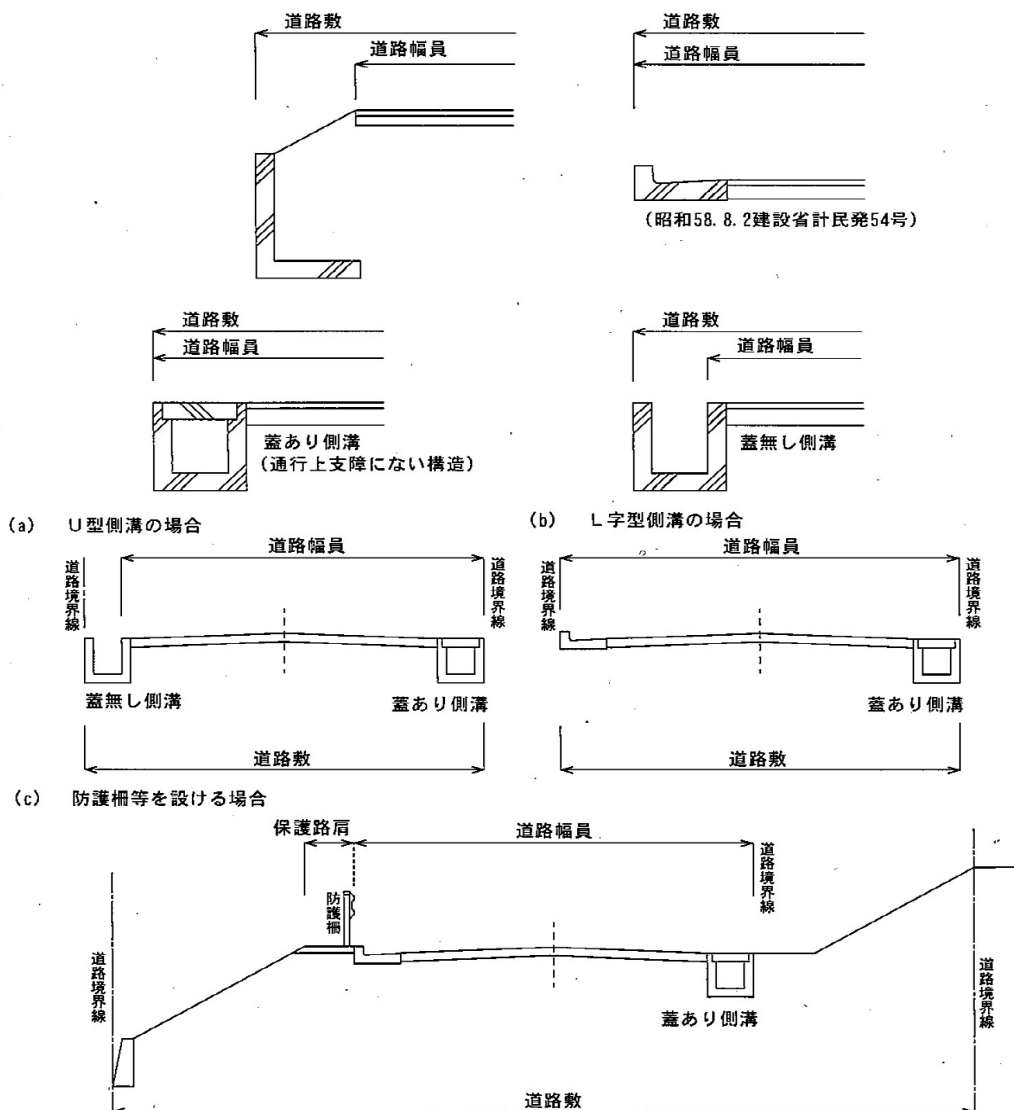 道路敷
道路幅員
道路敷
道路幅員
(昭和58.8.2建設省計民発54号)
道路敷
道路幅員
蓋あり側溝
(通行上支障にない構造)
道路敷
道路幅員
蓋無し側溝
(a) U型側溝の場合
道路幅員
道路境界線
道路境界線
蓋無し側溝
蓋あり側溝
道路敷
(b) L字型側溝の場合
道路幅員
道路境界線
道路境界線
蓋あり側溝
道路敷
(c) 防護柵等を設ける場合
保護路肩
道路幅員
道路境界線
防護柵
道路境界線
道路境界線
蓋あり側溝
道路敷